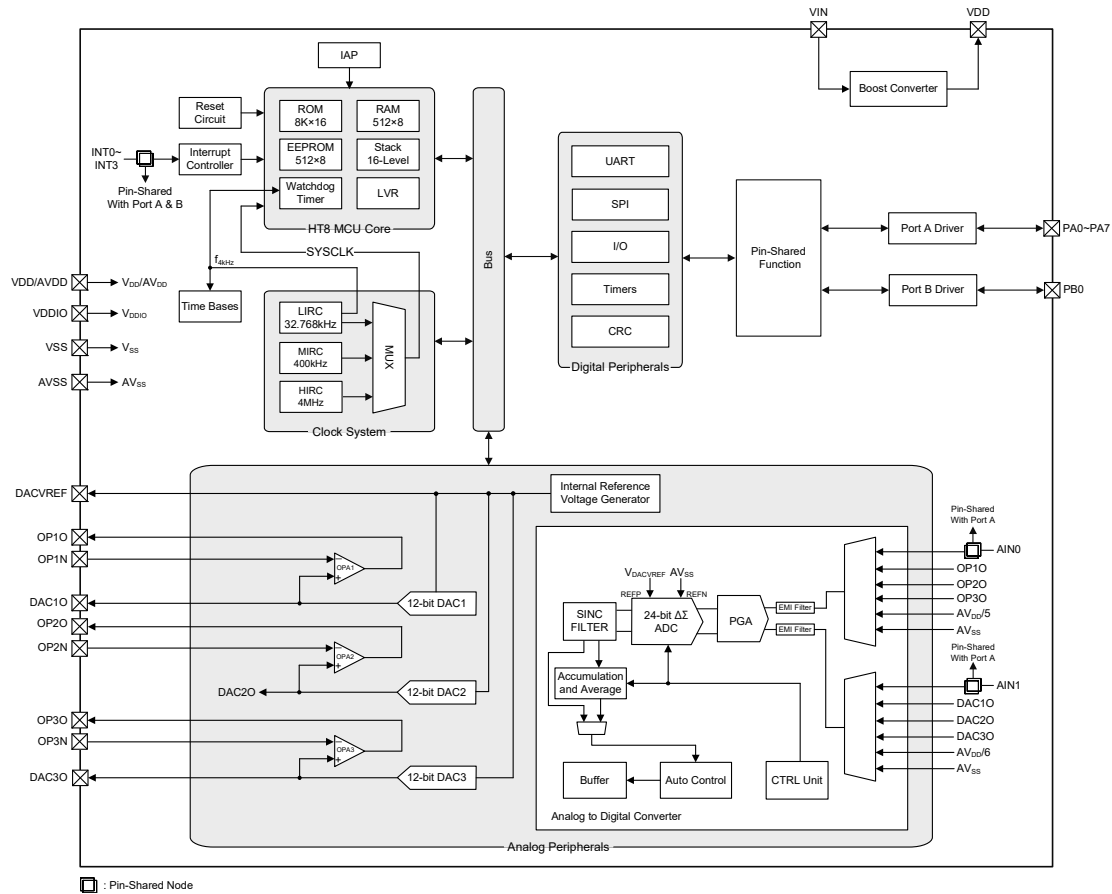 VIN
VDD
IAP
Boost Converter
Reset
Circuit
ROM
8K×16
RAM
512×8
INT0~
INT3
Interrupt
Controller
EEPROM
512×8
Stack
16-Level
Pin-Shared
With Port A & B
Watchdog
Timer
LVR
HT8 MCU Core
SYSCLK
f4kHz
Bus
UART
SPI
I/O
Timers
CRC
Digital Peripherals
Pin-Shared
Function
Port A Driver
PA0~PA7
Port B Driver
PB0
VDD/AVDD
VDD/AVDD
VDDIO
VDDIO
VSS
VSS
AVSS
AVSS
Time Bases
LIRC
32.768kHz
MIRC
400kHz
HIRC
4MHz
MUX
Clock System
DACVREF
Internal Reference
Voltage Generator
OP1O
OP1N
OPA1
DAC1O
12-bit DAC1
OP2O
OP2N
OPA2
DAC2O
12-bit DAC2
OP3O
OP3N
OPA3
DAC3O
12-bit DAC3
VDACVREF
AVSS
REFP
REFN
SINC
FILTER
24-bit ΔΣ
ADC
PGA
EMI Filter
EMI Filter
Accumulation
and Average
Buffer
Auto Control
CTRL Unit
Analog to Digital Converter
Pin-Shared
With Port A
AIN0
OP1O
OP2O
OP3O
AVDD/5
AVSS
Pin-Shared
With Port A
AIN1
DAC1O
DAC2O
DAC3O
AVDD/6
AVSS
Analog Peripherals
: Pin-Shared Node